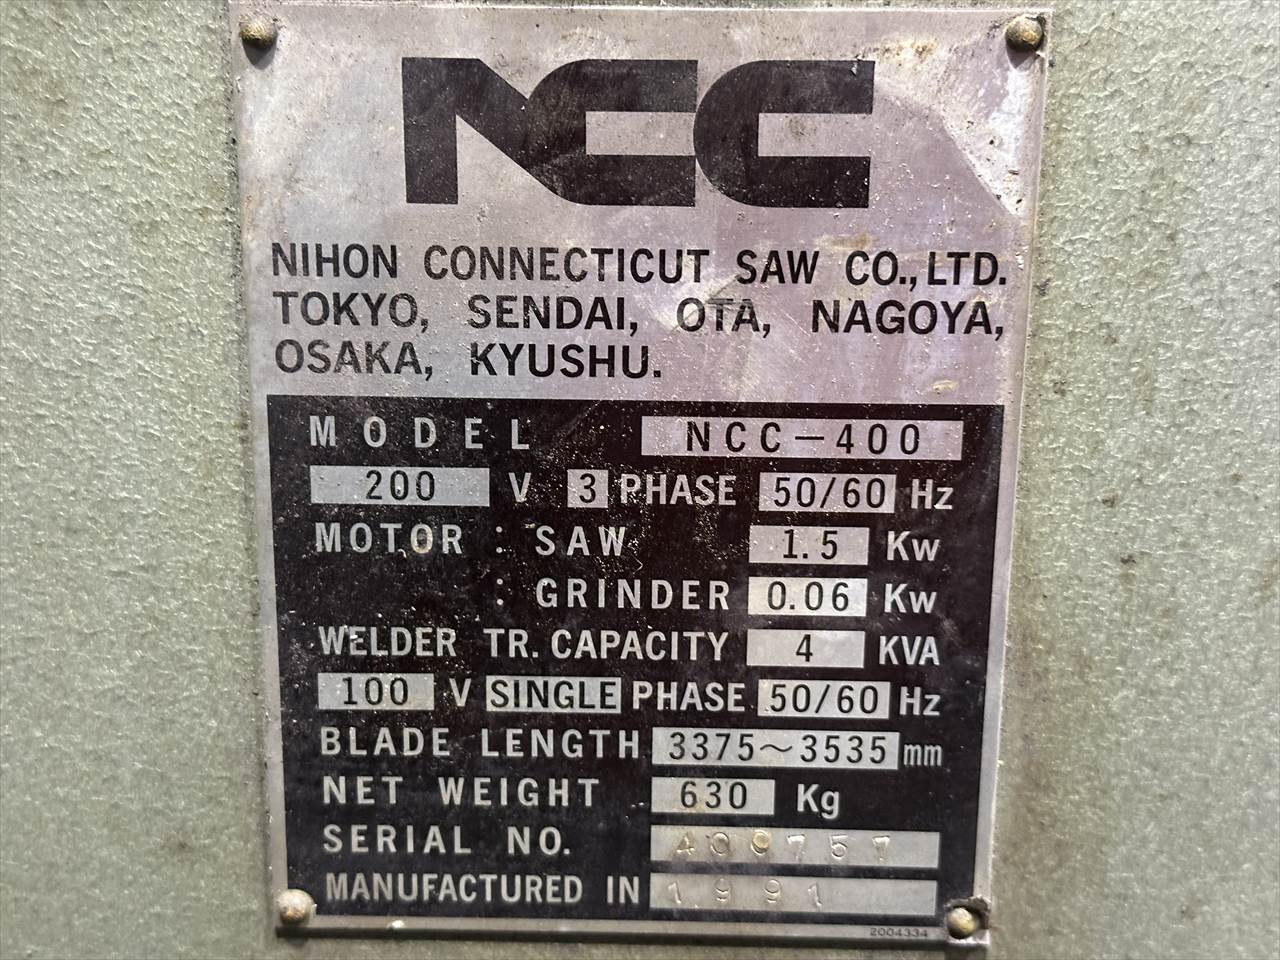 NCC
NIHON CONNECTICUT SAW CO., LTD.
TOKYO, SENDAI, OTA, NAGOYA,
OSAKA, KYUSHU.
MODEL NCC-400
200 V 3 PHASE 50/60 Hz
MOTOR : SAW 1.5 Kw
: GRINDER 0.06 Kw
WELDER TR. CAPACITY 4 KVA
100 V SINGLE PHASE 50/60 Hz
BLADE LENGTH 3375~3535 mm
NET WEIGHT 630 Kg
SERIAL NO. 409757
MANUFACTURED IN 1991
2004334